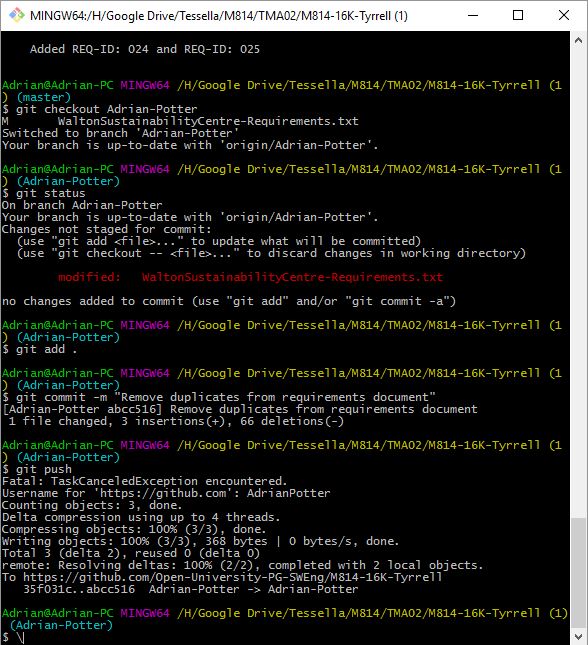 MINGW64:/H/Google Drive/Tessella/M814/TMA02/M814-16K-Tyrrell (1)
Added REQ-ID: 024 and REQ-ID: 025
Adrian@Adrian-PC MINGW64 /H/Google Drive/Tessella/M814/TMA02/M814-16K-Tyrrell (1
) (master)
$ git checkout Adrian-Potter
M       WaltonSustainabilityCentre-Requirements.txt
Switched to branch 'Adrian-Potter'
Your branch is up-to-date with 'origin/Adrian-Potter'.
Adrian@Adrian-PC MINGW64 /H/Google Drive/Tessella/M814/TMA02/M814-16K-Tyrrell (1
) (Adrian-Potter)
$ git status
On branch Adrian-Potter
Your branch is up-to-date with 'origin/Adrian-Potter'.
Changes not staged for commit:
  (use "git add <file>..." to update what will be committed)
  (use "git checkout -- <file>..." to discard changes in working directory)
        modified:   WaltonSustainabilityCentre-Requirements.txt
no changes added to commit (use "git add" and/or "git commit -a")
Adrian@Adrian-PC MINGW64 /H/Google Drive/Tessella/M814/TMA02/M814-16K-Tyrrell (1
) (Adrian-Potter)
$ git add .
Adrian@Adrian-PC MINGW64 /H/Google Drive/Tessella/M814/TMA02/M814-16K-Tyrrell (1
) (Adrian-Potter)
$ git commit -m "Remove duplicates from requirements document"
[Adrian-Potter abcc516] Remove duplicates from requirements document
 1 file changed, 3 insertions(+), 66 deletions(-)
Adrian@Adrian-PC MINGW64 /H/Google Drive/Tessella/M814/TMA02/M814-16K-Tyrrell (1
) (Adrian-Potter)
$ git push
Fatal: TaskCanceledException encountered.
Username for 'https://github.com': AdrianPotter
Counting objects: 3, done.
Delta compression using up to 4 threads.
Compressing objects: 100% (3/3), done.
Writing objects: 100% (3/3), 368 bytes | 0 bytes/s, done.
Total 3 (delta 2), reused 0 (delta 0)
remote: Resolving deltas: 100% (2/2), completed with 2 local objects.
To https://github.com/Open-University-PG-SWEng/M814-16K-Tyrrell
   35f031c..abcc516  Adrian-Potter -> Adrian-Potter
Adrian@Adrian-PC MINGW64 /H/Google Drive/Tessella/M814/TMA02/M814-16K-Tyrrell (1)
 (Adrian-Potter)
$ \